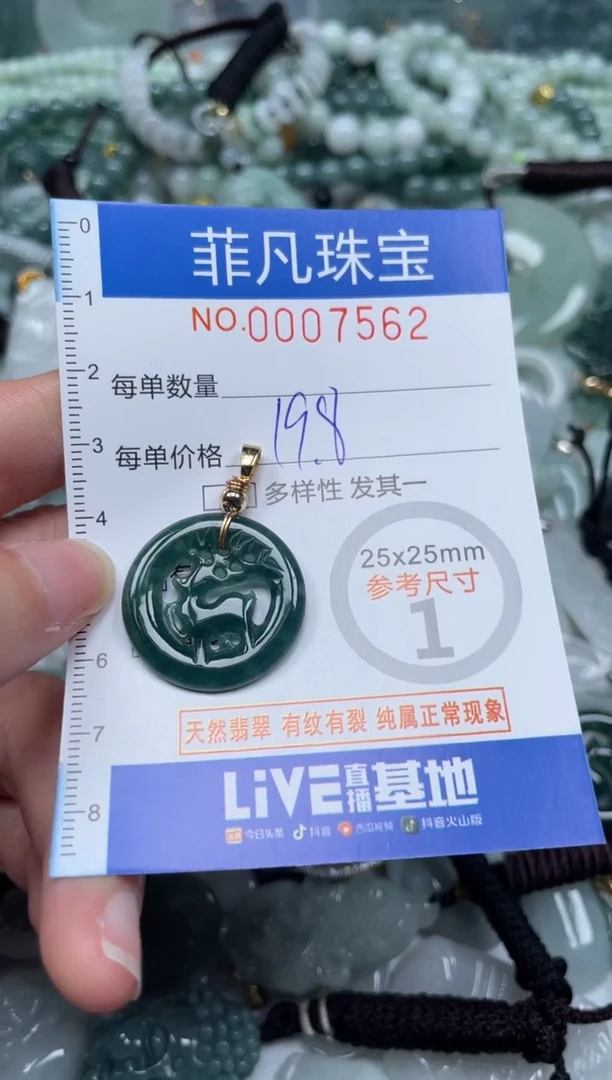 菲凡珠宝
NO.0007562
每单数量
每单价格 19.8
多样性 发其一
25x25mm
参考尺寸
1
天然翡翠 有纹有裂 纯属正常现象
LiVE直播基地
今日头条 抖音 西瓜视频 抖音火山版
0
1
2
3
4
6
7
8